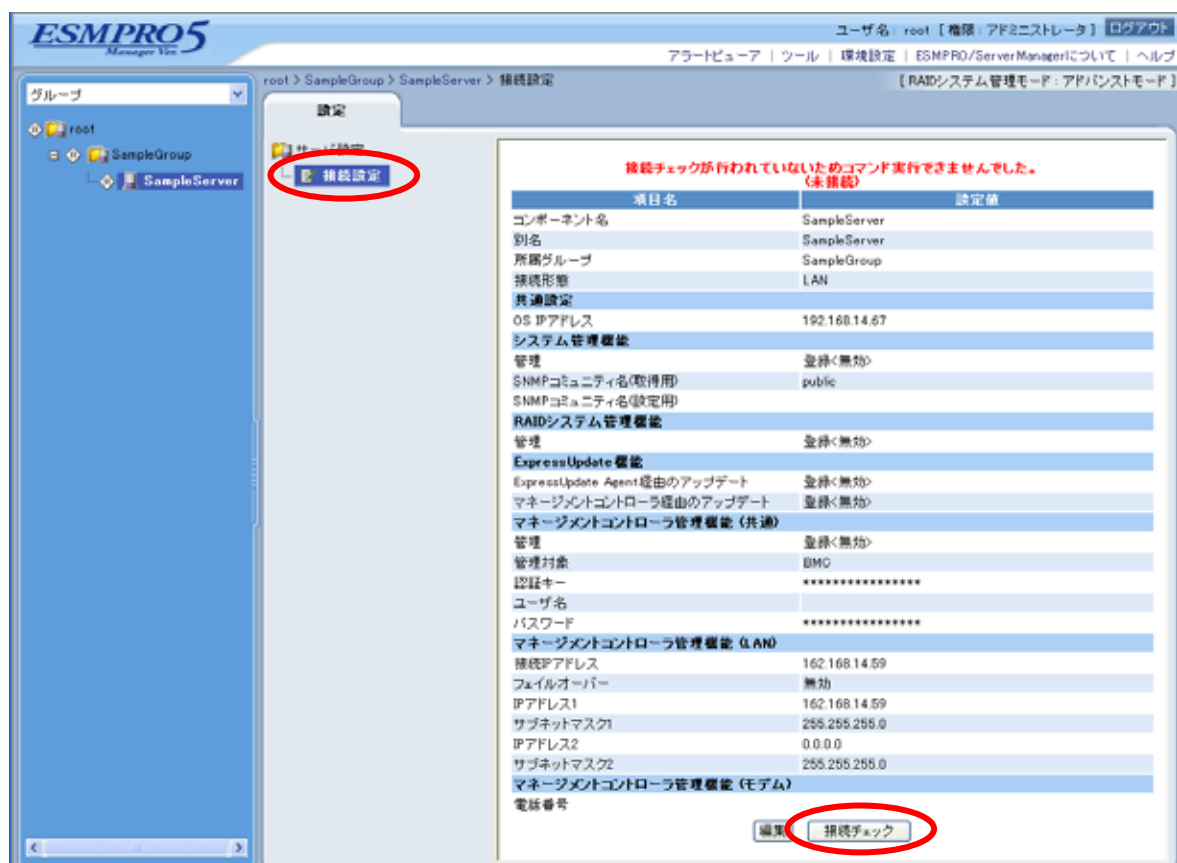 ESMPRO5
Manager Ver.
ユーザ名：root [ 権限：アドミニストレータ ] ログアウト
アラートビューア | ツール | 環境設定 | ESMPRO/ServerManagerについて | ヘルプ
root > SampleGroup > SampleServer > 接続設定
[ RAIDシステム管理モード：アドバンストモード ]
グループ
root
SampleGroup
SampleServer
設定
サーバ設定
接続設定
接続チェックが行われていないためコマンド実行できませんでした。
(未接続)
項目名 設定値
コンポーネント名 SampleServer
別名 SampleServer
所属グループ SampleGroup
接続形態 LAN
共通設定
OS IPアドレス 192.168.14.67
システム管理機能
管理 登録<無効>
SNMPコミュニティ名(取得用) public
SNMPコミュニティ名(設定用)
RAIDシステム管理機能
管理 登録<無効>
ExpressUpdate機能
ExpressUpdate Agent経由のアップデート 登録<無効>
マネージメントコントローラ経由のアップデート 登録<無効>
マネージメントコントローラ管理機能（共通）
管理 登録<無効>
管理対象 BMC
認証キー ****************
ユーザ名
パスワード ****************
マネージメントコントローラ管理機能（LAN）
接続IPアドレス 162.168.14.59
フェイルオーバー 無効
IPアドレス1 162.168.14.59
サブネットマスク1 255.255.255.0
IPアドレス2 0.0.0.0
サブネットマスク2 255.255.255.0
マネージメントコントローラ管理機能（モデム）
電話番号
編集 接続チェック